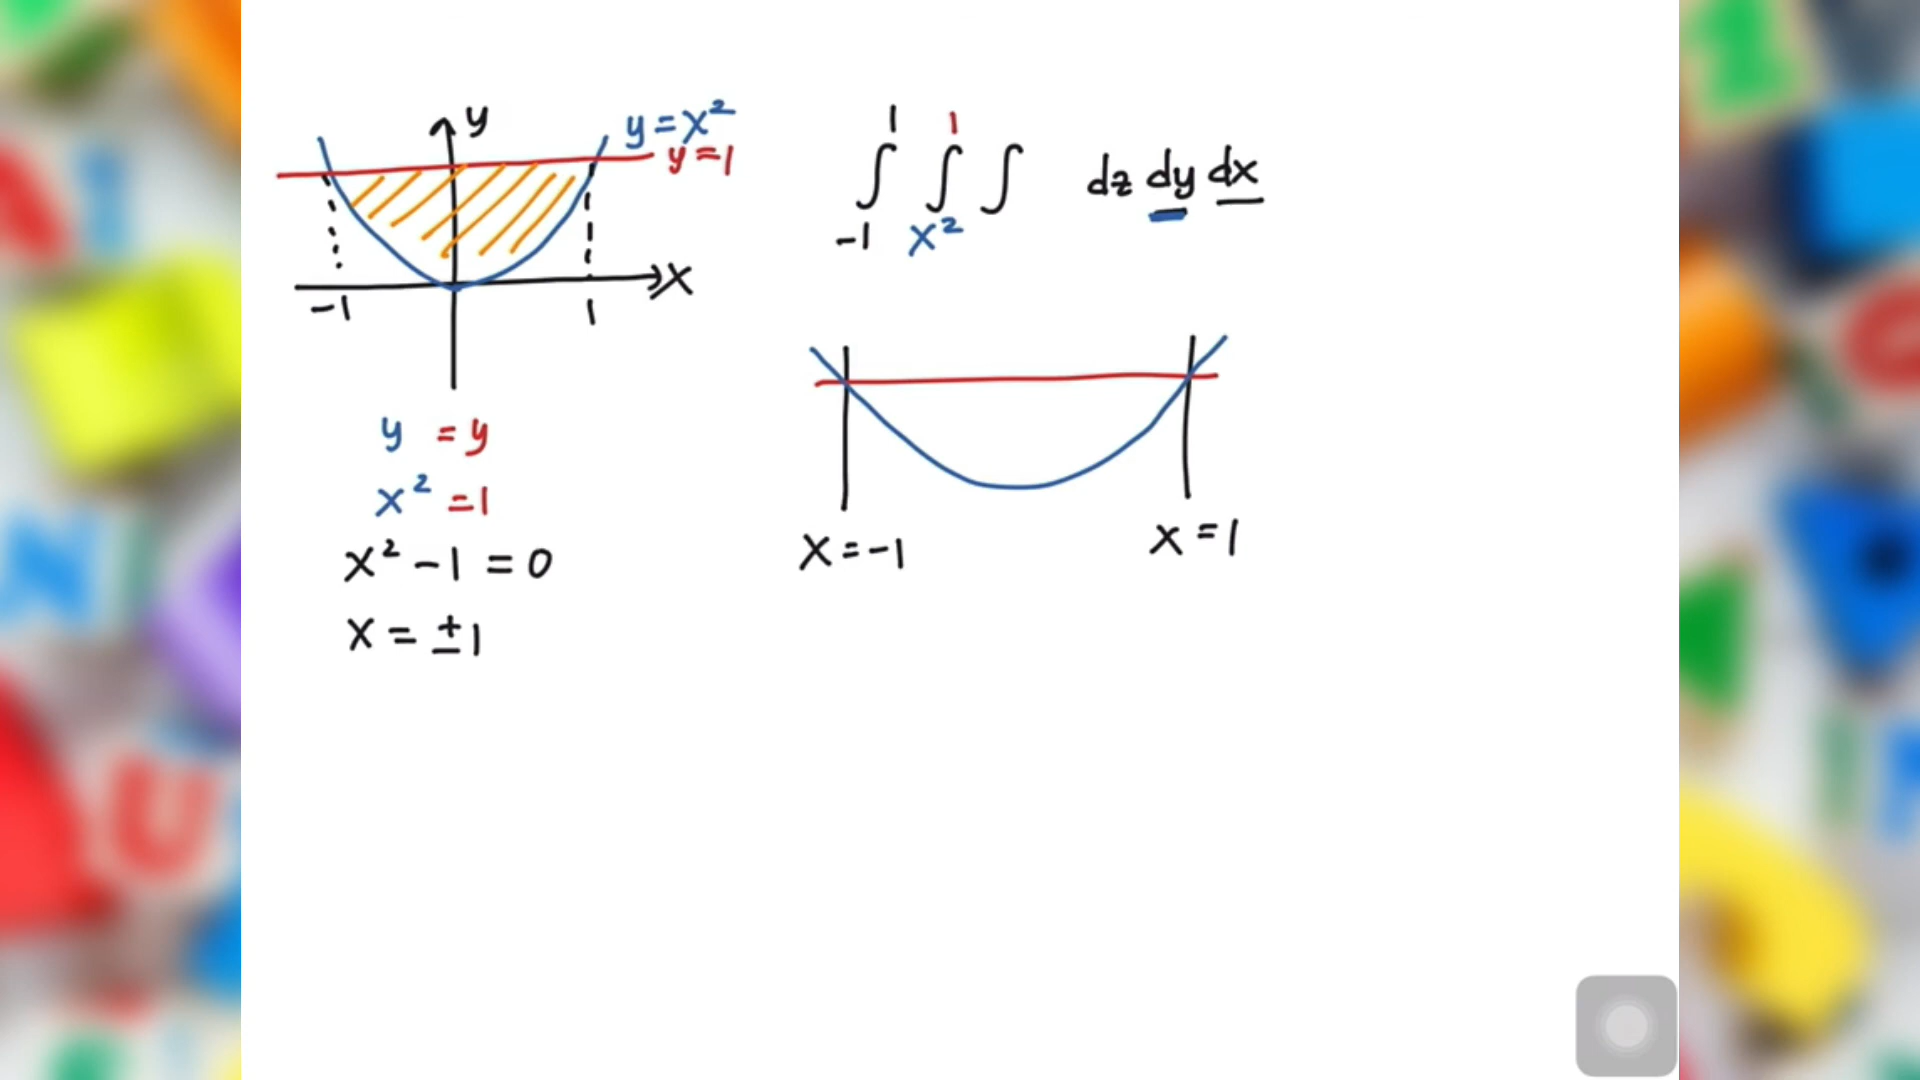 y
y = x²
y = 1
x
-1
1
y = y
x² = 1
x² - 1 = 0
x = ± 1
∫_{-1}^{1} ∫_{x²}^{1} ∫ dz dy dx
x = -1
x = 1